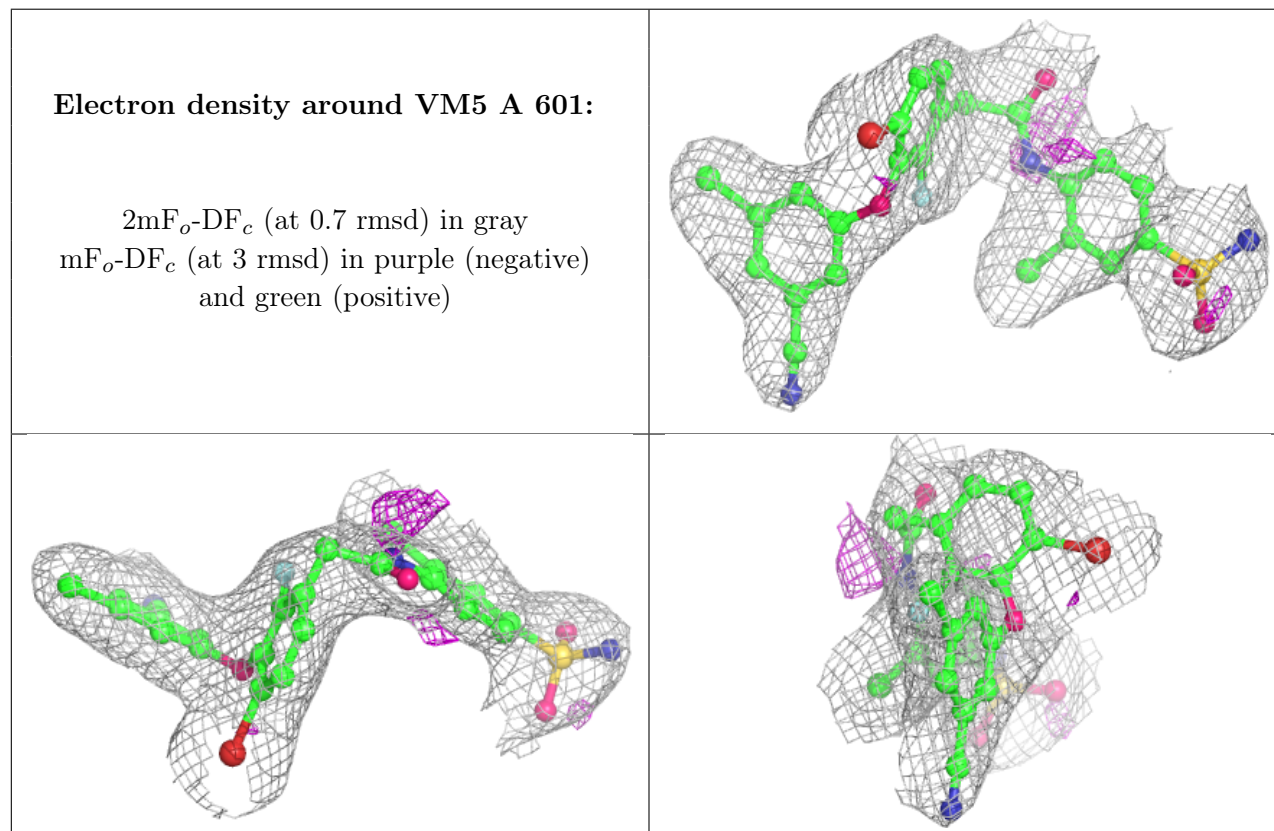 Electron density around VM5 A 601:
2mFo-DFc (at 0.7 rmsd) in gray
mFo-DFc (at 3 rmsd) in purple (negative)
and green (positive)